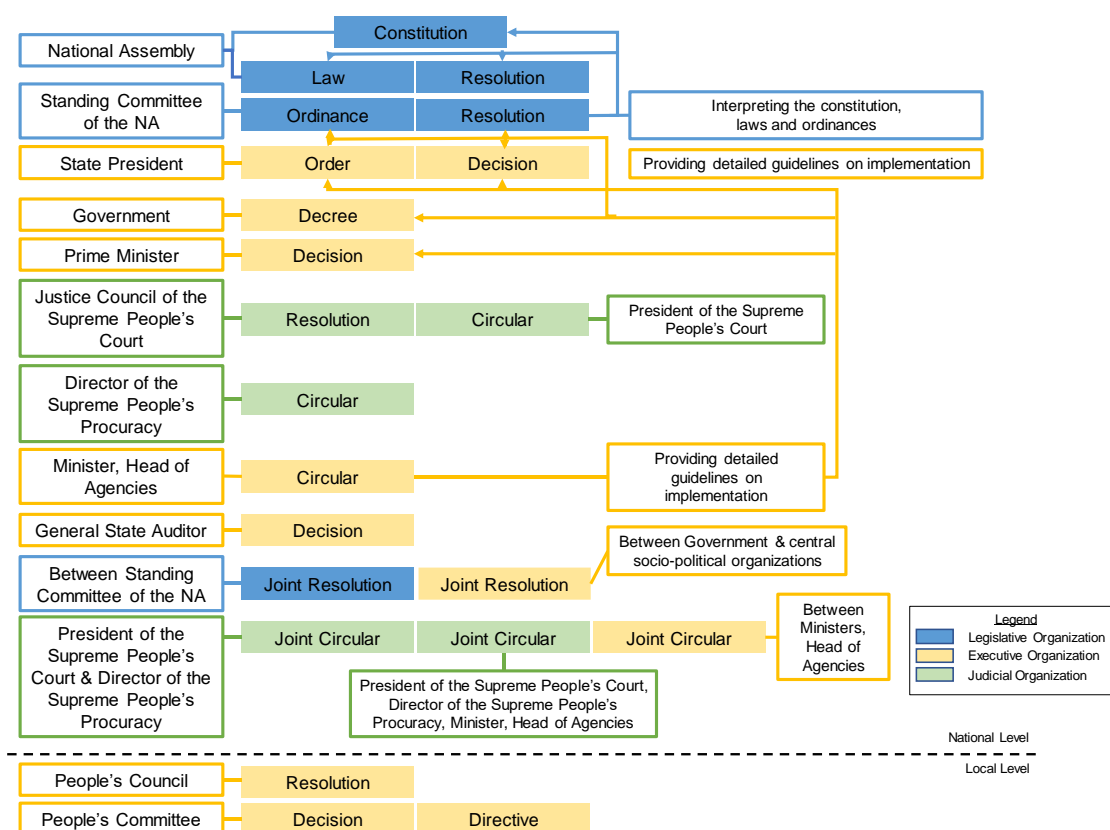 Constitution
National Assembly
Law
Resolution
Standing Committee
of the NA
Ordinance
Resolution
Interpreting the constitution,
laws and ordinances
State President
Order
Decision
Providing detailed guidelines on implementation
Government
Decree
Prime Minister
Decision
Justice Council of the
Supreme People's
Court
Resolution
Circular
President of the Supreme
People's Court
Director of the
Supreme People's
Procuracy
Circular
Minister, Head of
Agencies
Circular
Providing detailed
guidelines on
implementation
General State Auditor
Decision
Between Government & central
socio-political organizations
Between Standing
Committee of the NA
Joint Resolution
Joint Resolution
Between
Ministers,
Head of
Agencies
President of the
Supreme People's
Court & Director of the
Supreme People's
Procuracy
Joint Circular
Joint Circular
Joint Circular
President of the Supreme People's Court,
Director of the Supreme People's
Procuracy, Minister, Head of Agencies
Legend
Legislative Organization
Executive Organization
Judicial Organization
National Level
Local Level
People's Council
Resolution
People's Committee
Decision
Directive